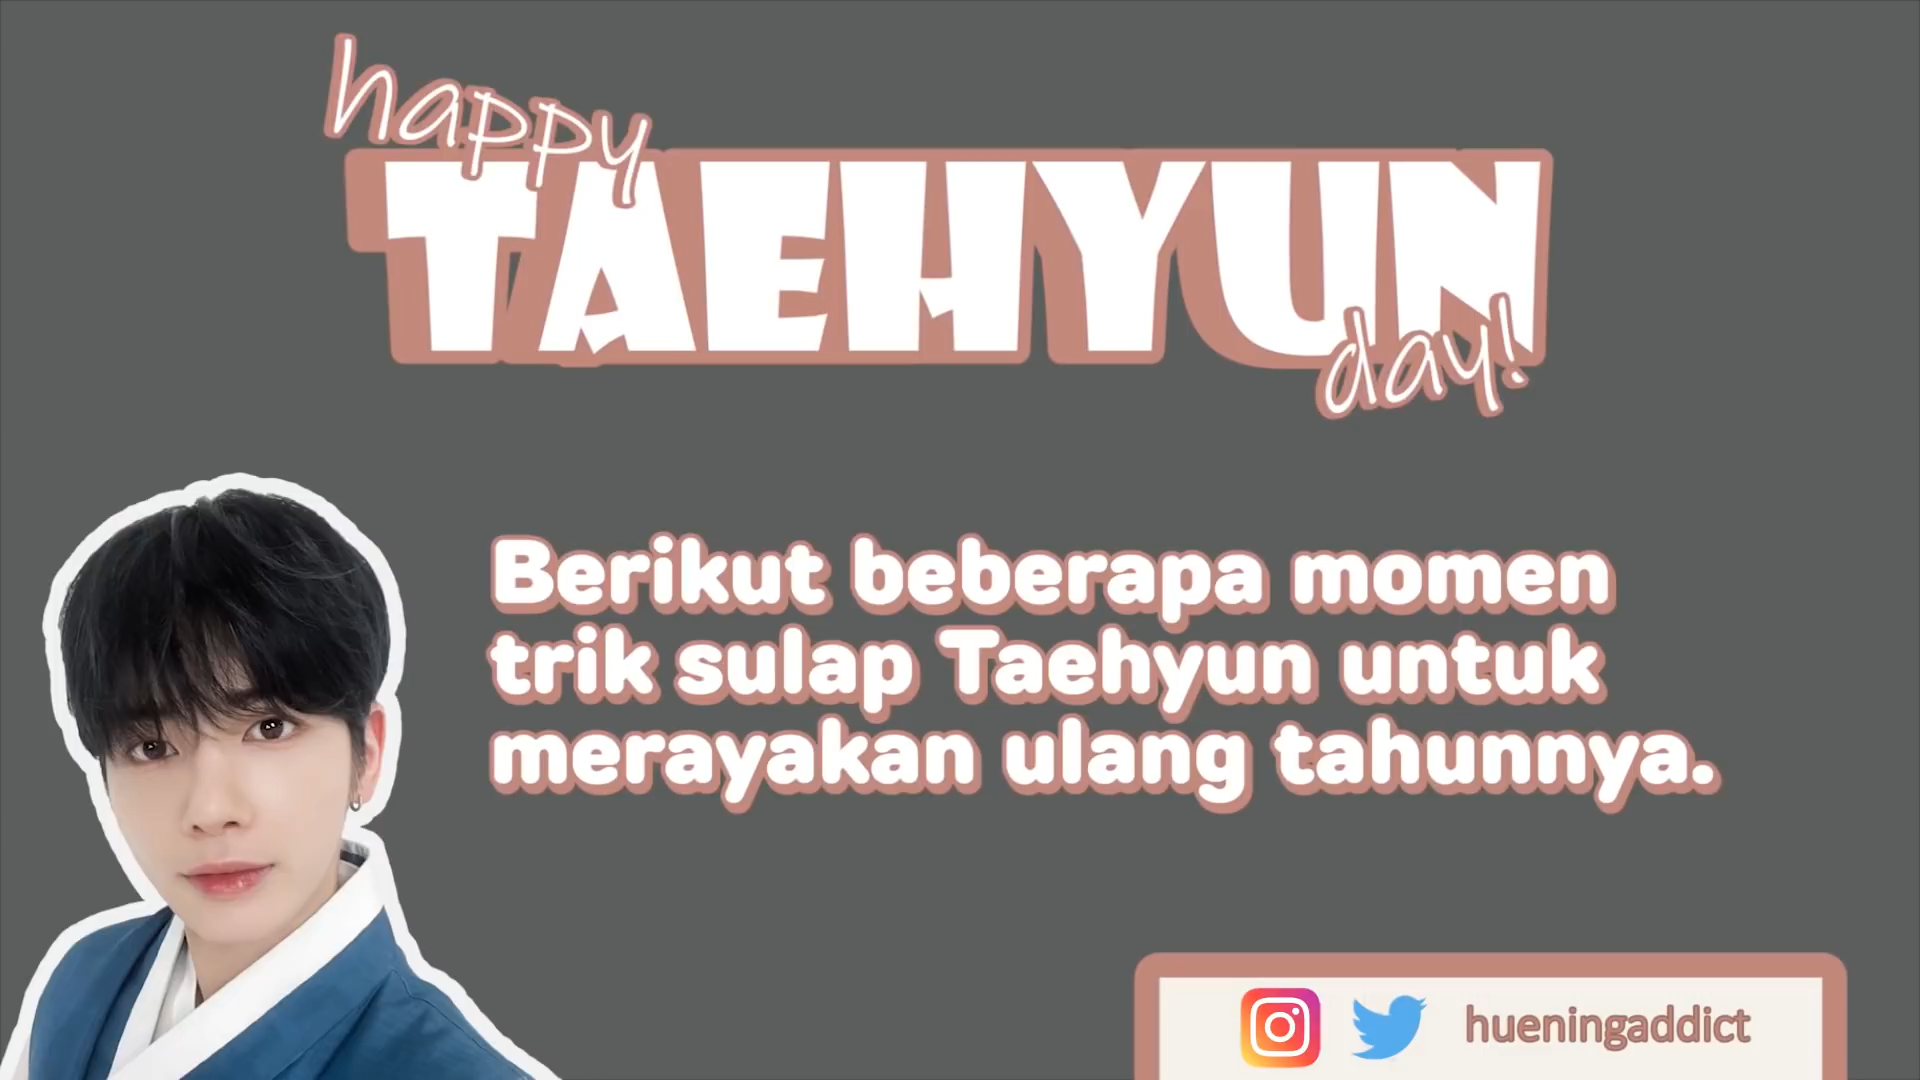 happy
TAEHYUN
day!
Berikut beberapa momen
trik sulap Taehyun untuk
merayakan ulang tahunnya.
hueningaddict